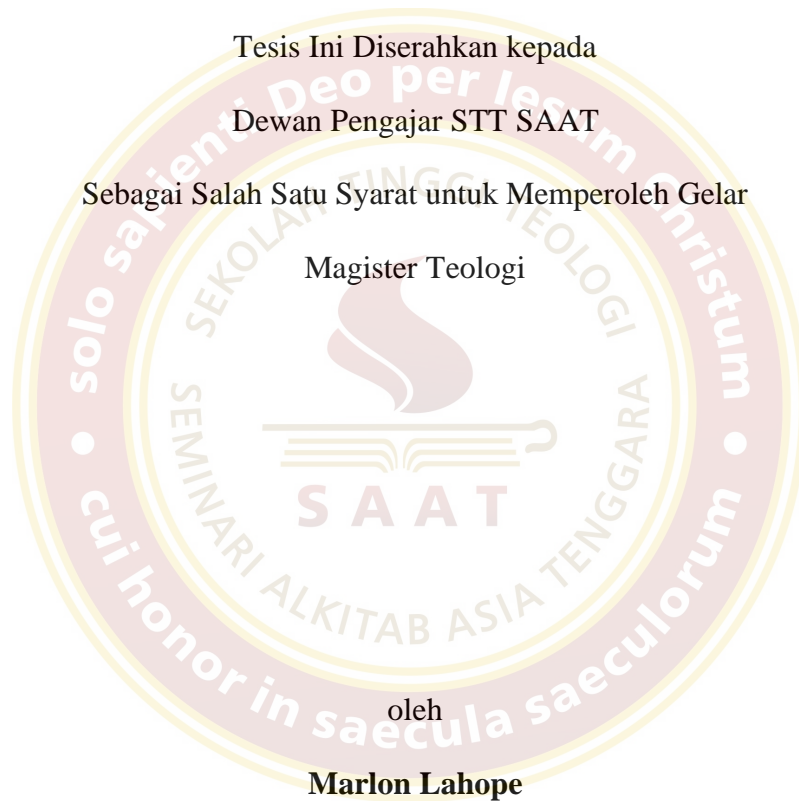 Tesis Ini Diserahkan kepada
Dewan Pengajar STT SAAT
Sebagai Salah Satu Syarat untuk Memperoleh Gelar
Magister Teologi
solo sapienti Deo per Iesum Christum
cui honor in saecula saeculorum
SEKOLAH TINGGI TEOLOGI
SEMINARI ALKITAB ASIA TENGGARA
SAAT
oleh
Marlon Lahope